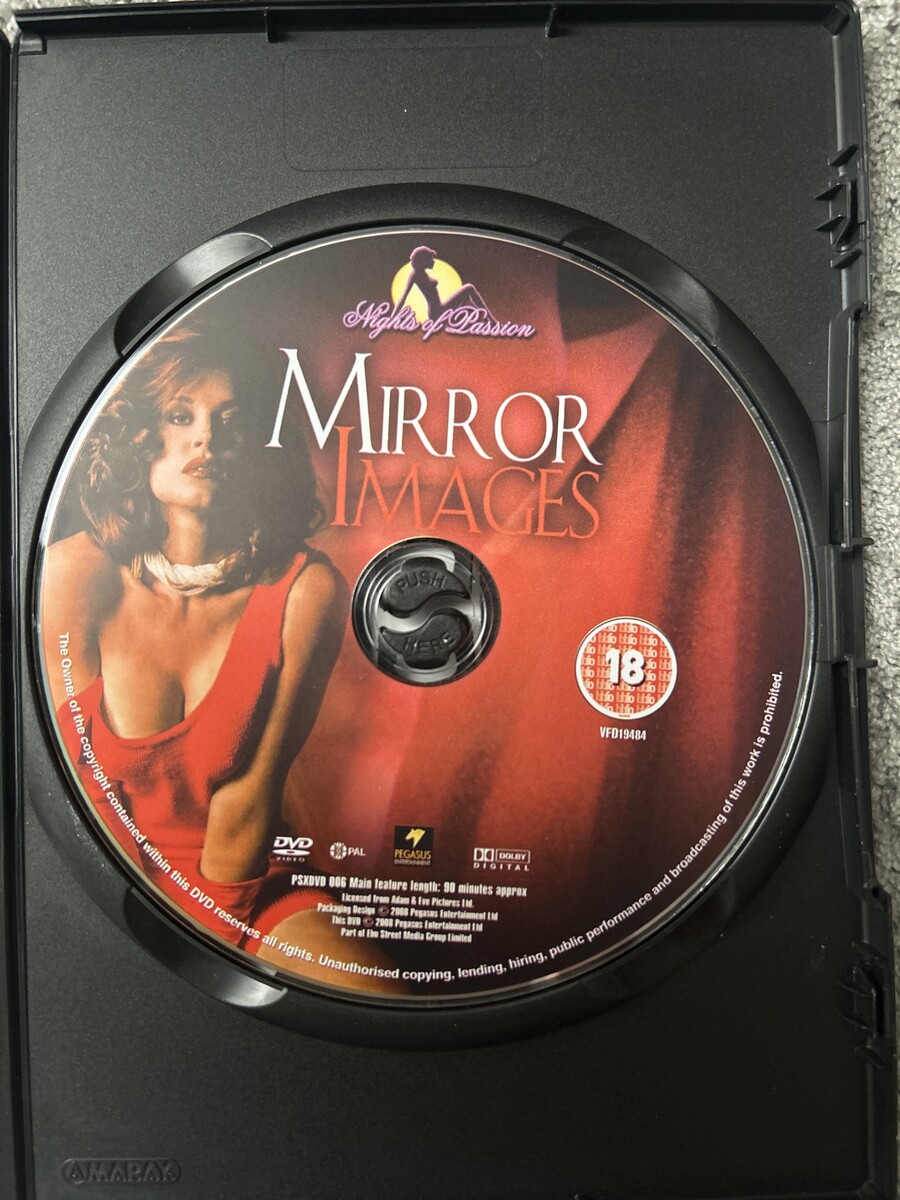 Nights of Passion
MIRROR
IMAGES
PUSH
HERE
18
VFD19484
DVD
VIDEO
PAL
PEGASUS
ENTERTAINMENT
DOLBY
DIGITAL
PSXDVD 006 Main feature length: 90 minutes approx
Licensed from Adam & Eve Pictures Ltd.
Packaging Design © 2008 Pegasus Entertainment Ltd
This DVD © 2008 Pegasus Entertainment Ltd
Part of Elm Street Media Group Limited
The Owner of the copyright contained within this DVD reserves all rights. Unauthorised copying, lending, hiring, public performance and broadcasting of this work is prohibited.
AMARAY